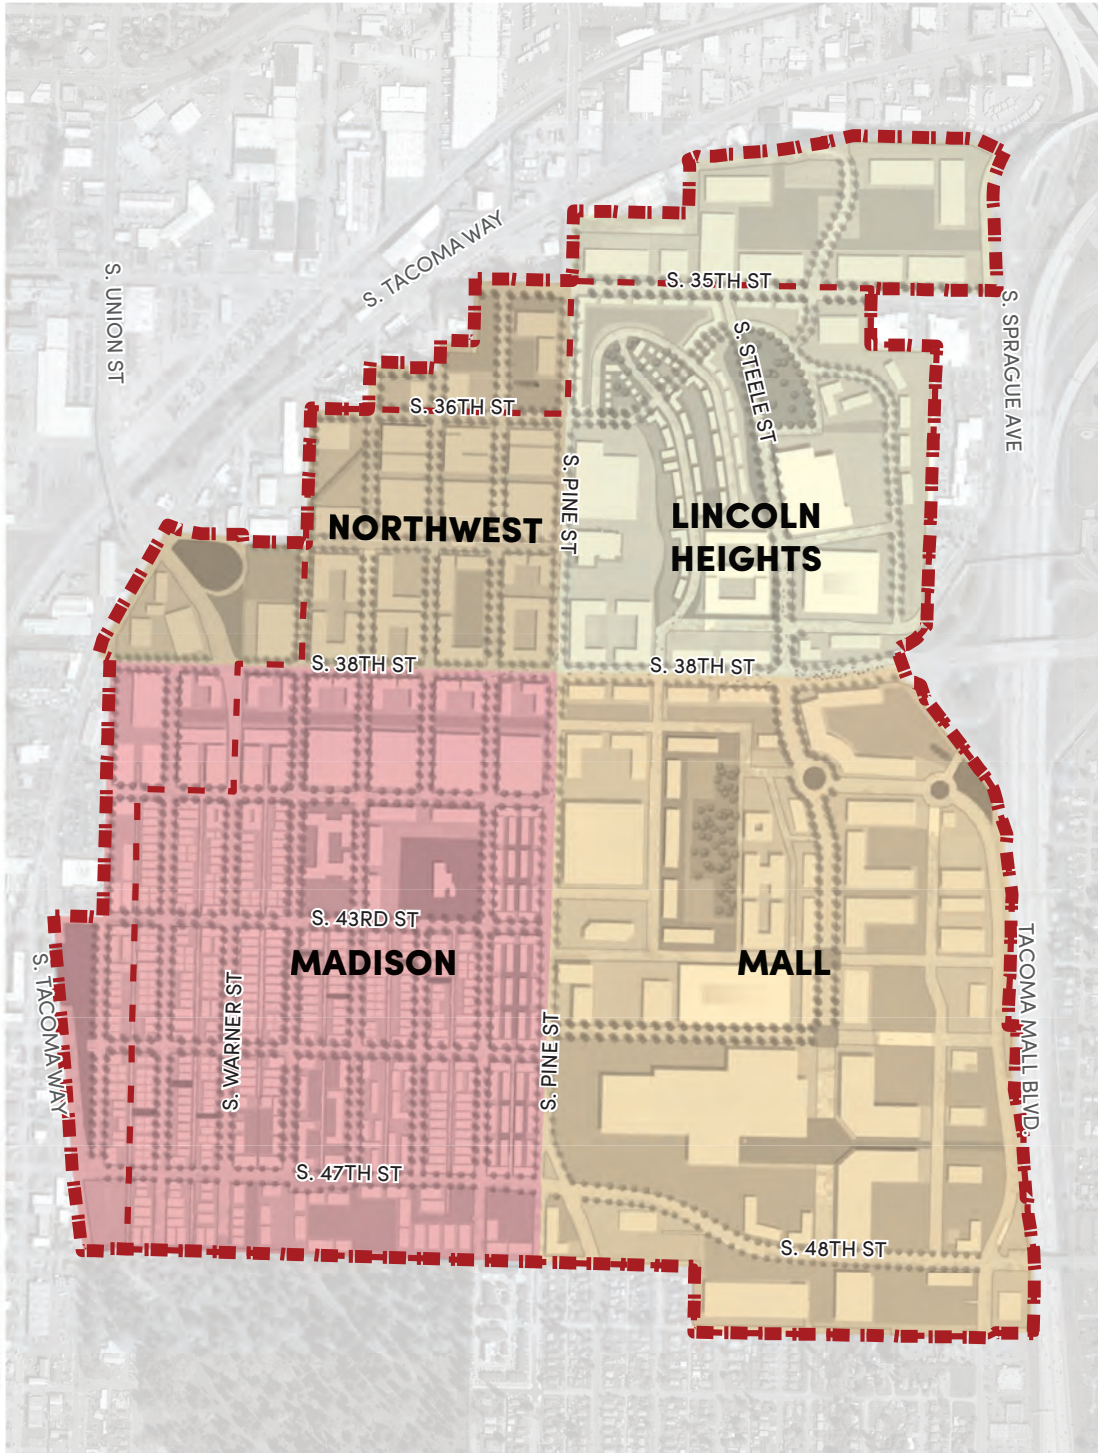 S. TACOMA WAY
S. UNION ST
S. 35TH ST
S. SPRAGUE AVE
S. STEELE ST
S. 36TH ST
S. PINE ST
NORTHWEST
LINCOLN
HEIGHTS
S. 38TH ST
S. 38TH ST
S. 43RD ST
MADISON
MALL
S. TACOMA WAY
S. WARNER ST
S. PINE ST
TACOMA MALL BLVD.
S. 47TH ST
S. 48TH ST